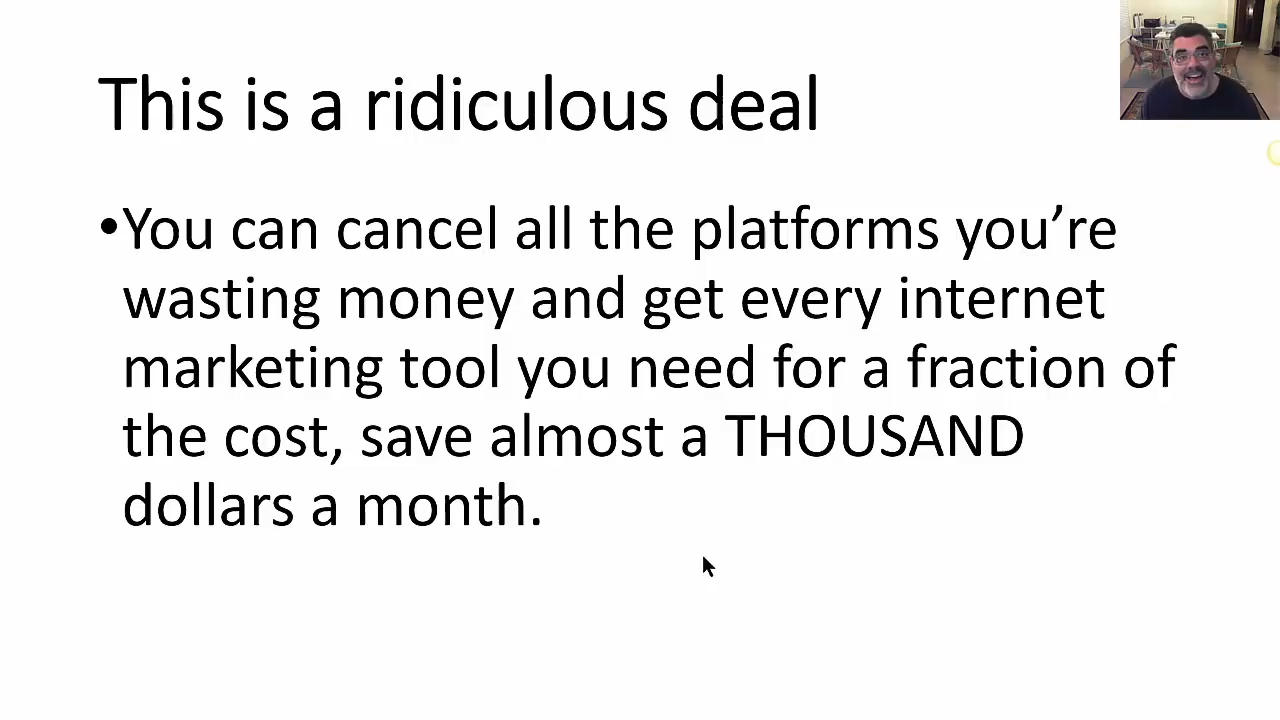 This is a ridiculous deal
•You can cancel all the platforms you’re
wasting money and get every internet
marketing tool you need for a fraction of
the cost, save almost a THOUSAND
dollars a month.